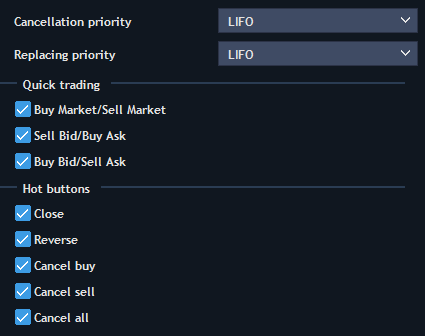 Cancellation priority LIFO
Replacing priority LIFO
Quick trading
Buy Market/Sell Market
Sell Bid/Buy Ask
Buy Bid/Sell Ask
Hot buttons
Close
Reverse
Cancel buy
Cancel sell
Cancel all